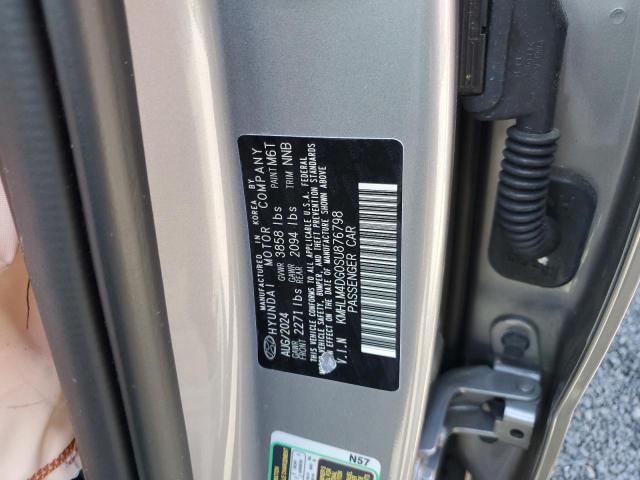 MANUFACTURED IN KOREA BY
HYUNDAI MOTOR COMPANY
AUG/2024 GVWR 3858 lbs PAINT M6T
GAWR FRONT 2271 lbs GAWR REAR 2094 lbs TRIM NNB
THIS VEHICLE CONFORMS TO ALL APPLICABLE U.S.A. FEDERAL
MOTOR VEHICLE SAFETY, BUMPER, AND THEFT PREVENTION STANDARDS
IN EFFECT ON THE DATE OF MANUFACTURE SHOWN ABOVE
V.I.N KMHLM4DG0SU876798
PASSENGER CAR
N57